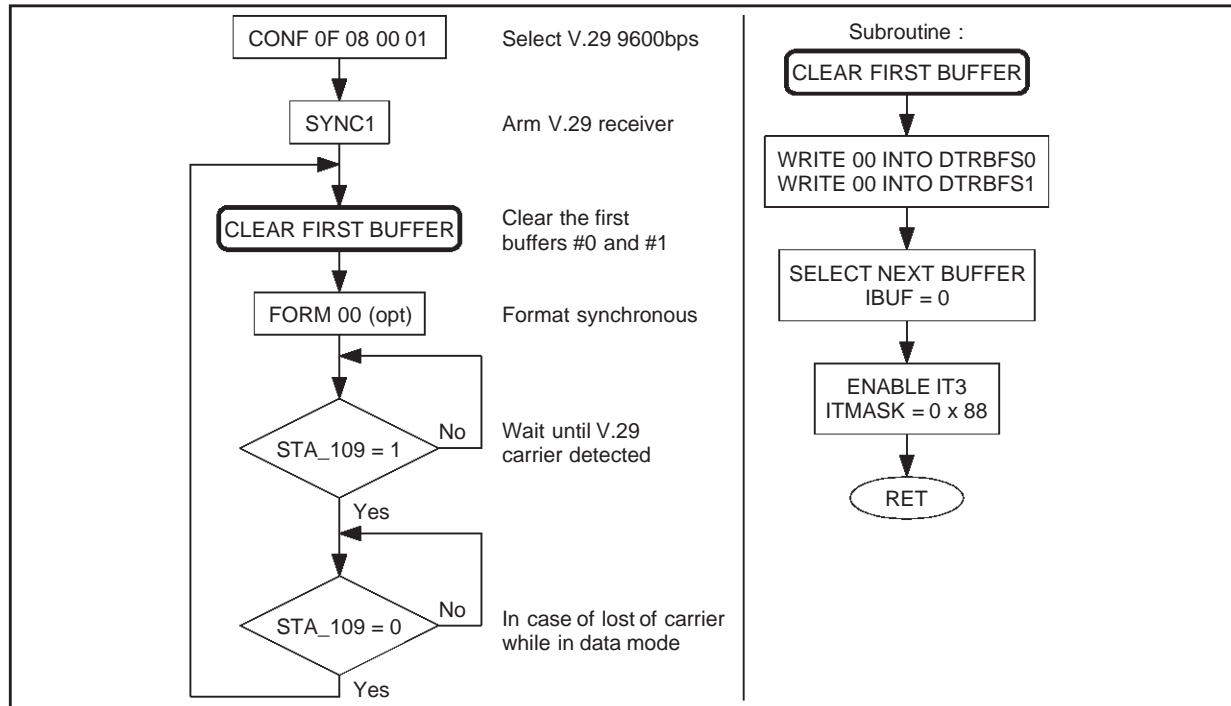 CONF 0F 08 00 01
Select V.29 9600bps
SYNC1
Arm V.29 receiver
CLEAR FIRST BUFFER
Clear the first
buffers #0 and #1
FORM 00 (opt)
Format synchronous
STA_109 = 1
No
Wait until V.29
carrier detected
Yes
STA_109 = 0
No
In case of lost of carrier
while in data mode
Yes
Subroutine :
CLEAR FIRST BUFFER
WRITE 00 INTO DTRBFS0
WRITE 00 INTO DTRBFS1
SELECT NEXT BUFFER
IBUF = 0
ENABLE IT3
ITMASK = 0 x 88
RET